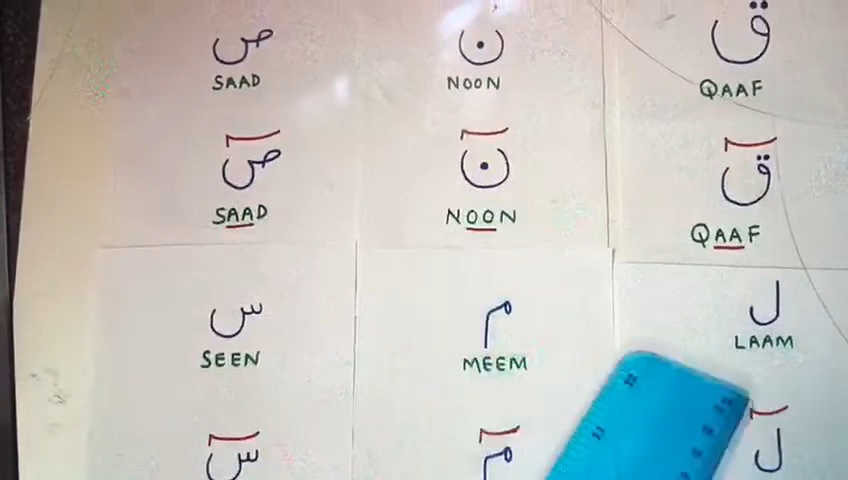 ص ن ق
SAAD NOON QAAF
صٓ نٓ قٓ
SAAD NOON QAAF
س م ل
SEEN MEEM LAAM
سٓ مٓ لٓ